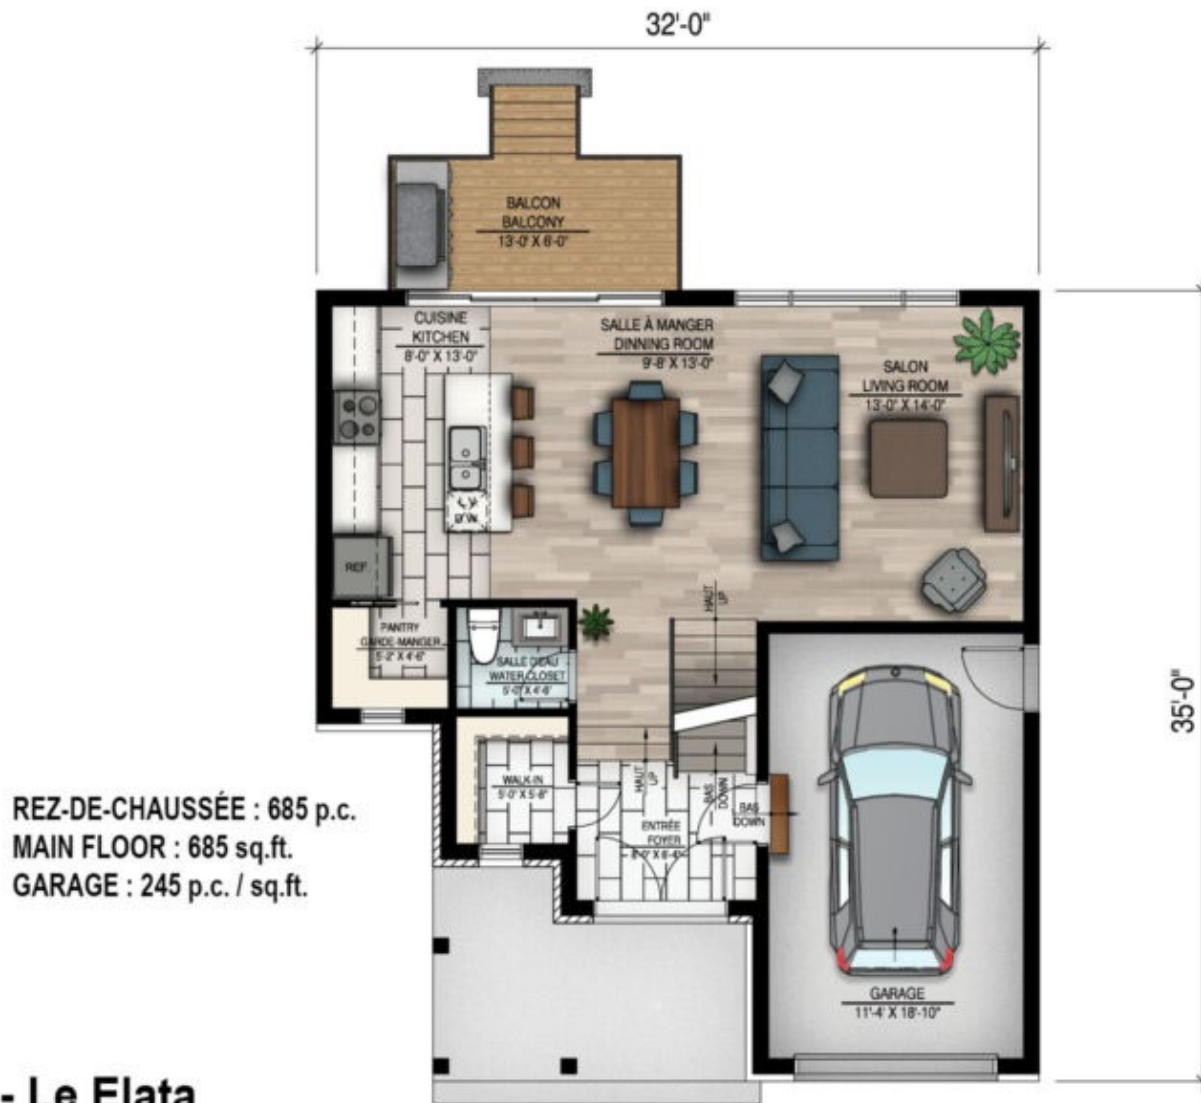 32'-0"
BALCON
BALCONY
13'-0' X 6'-0"
CUISINE
KITCHEN
8'-0" X 13'-0"
SALLE À MANGER
DINNING ROOM
9'-8' X 13'-0"
SALON
LIVING ROOM
13'-0' X 14'-0"
D/W
REF.
HAUT
UP
PANTRY
GARDE-MANGER
5'-2" X 4'-6"
SALLE D'EAU
WATER CLOSET
5'-0" X 4'-6"
35'-0"
WALK-IN
5'-0" X 5'-8"
HAUT
UP
BAS
DOWN
BAS
DOWN
ENTRÉE
FOYER
REZ-DE-CHAUSSÉE : 685 p.c.
MAIN FLOOR : 685 sq.ft.
GARAGE : 245 p.c. / sq.ft.
GARAGE
11'-4' X 18'-10"
- Le Elata